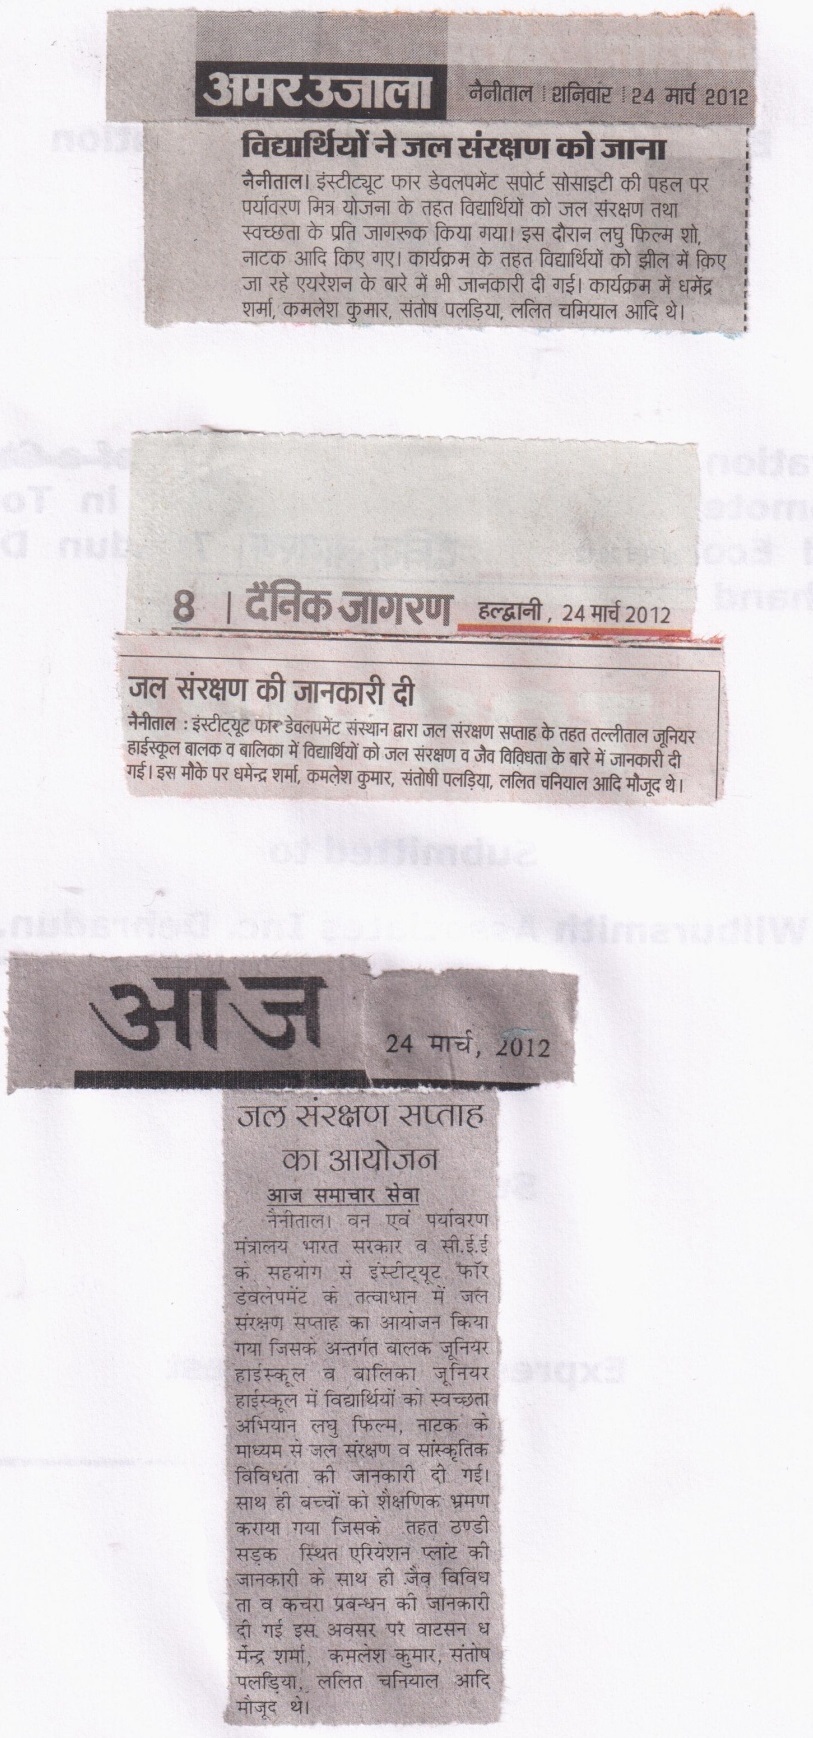 अमर उजाला
नैनीताल | शनिवार | 24 मार्च 2012
विद्यार्थियों ने जल संरक्षण को जाना
नैनीताल। इंस्टीट्यूट फार डेवलपमेंट सपोर्ट सोसाइटी की पहल पर
पर्यावरण मित्र योजना के तहत विद्यार्थियों को जल संरक्षण तथा
स्वच्छता के प्रति जागरूक किया गया। इस दौरान लघु फिल्म शो,
नाटक आदि किए गए। कार्यक्रम के तहत विद्यार्थियों को झील में किए
जा रहे एयरेशन के बारे में भी जानकारी दी गई। कार्यक्रम में धमेंद्र
शर्मा, कमलेश कुमार, संतोष पलड़िया, ललित चमियाल आदि थे।
8 | दैनिक जागरण हल्द्वानी, 24 मार्च 2012
जल संरक्षण की जानकारी दी
नैनीताल : इंस्टीट्यूट फार डेवलपमेंट संस्थान द्वारा जल संरक्षण सप्ताह के तहत तल्लीताल जूनियर
हाईस्कूल बालक व बालिका में विद्यार्थियों को जल संरक्षण व जैव विविधता के बारे में जानकारी दी
गई। इस मौके पर धमेन्द्र शर्मा, कमलेश कुमार, संतोषी पलड़िया, ललित चनियाल आदि मौजूद थे।
आज
24 मार्च, 2012
जल संरक्षण सप्ताह
का आयोजन
आज समाचार सेवा
नैनीताल। वन एवं पर्यावरण
मंत्रालय भारत सरकार व सी.ई.ई
के सहयोग से इंस्टीट्यूट फॉर
डेवलेपमेंट के तत्वाधान में जल
संरक्षण सप्ताह का आयोजन किया
गया जिसके अन्तर्गत बालक जूनियर
हाईस्कूल व बालिका जूनियर
हाईस्कूल में विद्यार्थियों को स्वच्छता
अभियान लघु फिल्म, नाटक के
माध्यम से जल संरक्षण व सांस्कृतिक
विविधता की जानकारी दी गई।
साथ ही बच्चों को शैक्षणिक भ्रमण
कराया गया जिसके तहत ठण्डी
सड़क स्थित एरियेशन प्लांट की
जानकारी के साथ ही जैव विविध
ता व कचरा प्रबन्धन की जानकारी
दी गई इस अवसर पर वाटसन ध
र्मेन्द्र शर्मा, कमलेश कुमार, संतोष
पलड़िया, ललित चनियाल आदि
मौजूद थे।